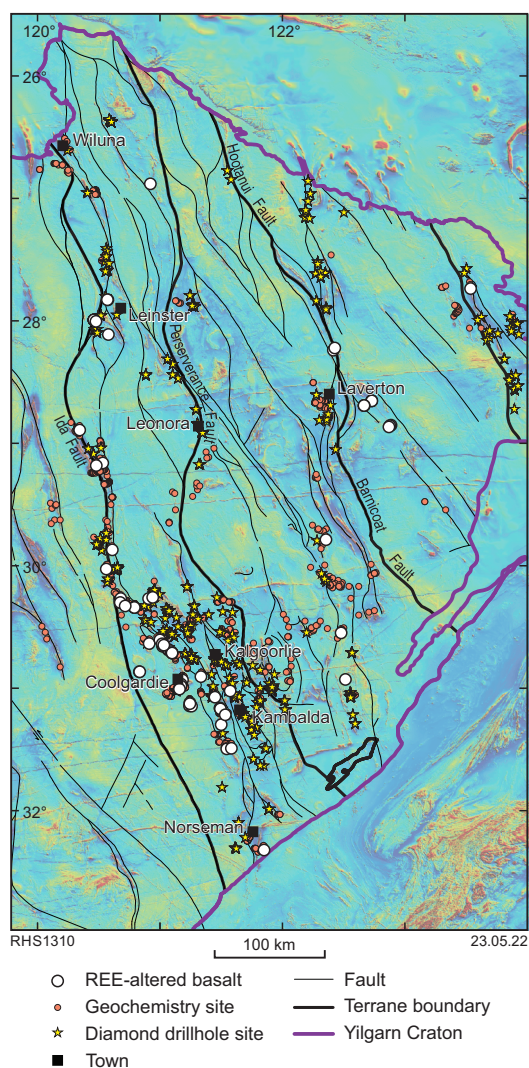 120°
122°
26°
Wiluna
Hootanui Fault
28°
Leinster
Perserverance Fault
Laverton
Leonora
Ida Fault
Barnicoat Fault
30°
Kalgoorlie
Coolgardie
Kambalda
32°
Norseman
RHS1310
100 km
23.05.22
REE-altered basalt
Fault
Geochemistry site
Terrane boundary
Diamond drillhole site
Yilgarn Craton
Town